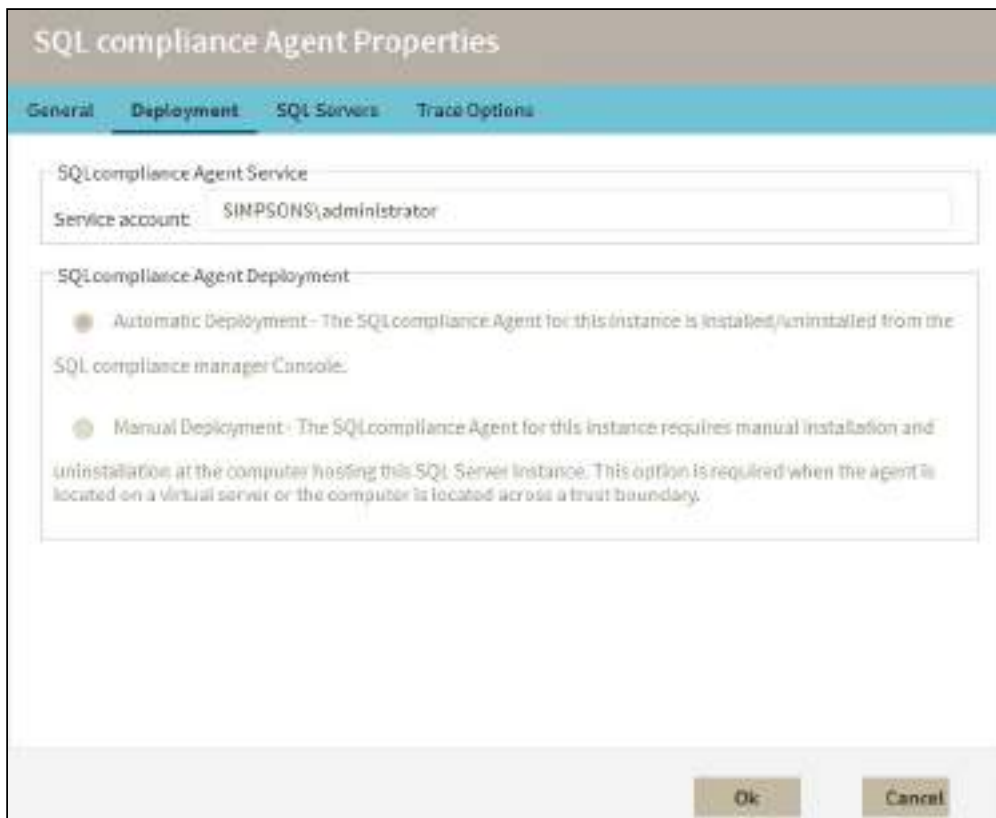 SQL compliance Agent Properties
General Deployment SQL Servers Trace Options
SQLcompliance Agent Service
Service account: SIMPSONS\administrator
SQLcompliance Agent Deployment
Automatic Deployment - The SQLcompliance Agent for this instance is installed/uninstalled from the
SQL compliance manager Console.
Manual Deployment - The SQLcompliance Agent for this instance requires manual installation and
uninstallation at the computer hosting this SQL Server instance. This option is required when the agent is
located on a virtual server or the computer is located across a trust boundary.
Ok Cancel